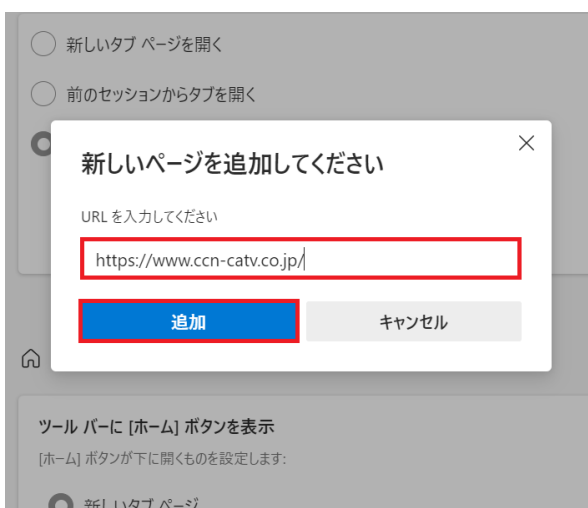 新しいタブ ページを開く
前のセッションからタブを開く
新しいページを追加してください
URL を入力してください
https://www.ccn-catv.co.jp/
追加
キャンセル
ツール バーに [ホーム] ボタンを表示
[ホーム] ボタンが下に開くものを設定します:
新しいタブ ページ